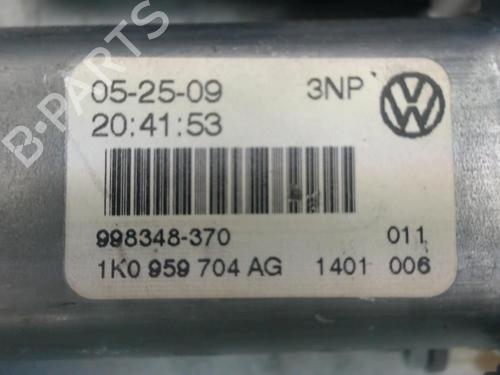 05-25-09 3NP
20:41:53
998348-370 011
1K0 959 704 AG 1401 006
B-PARTS